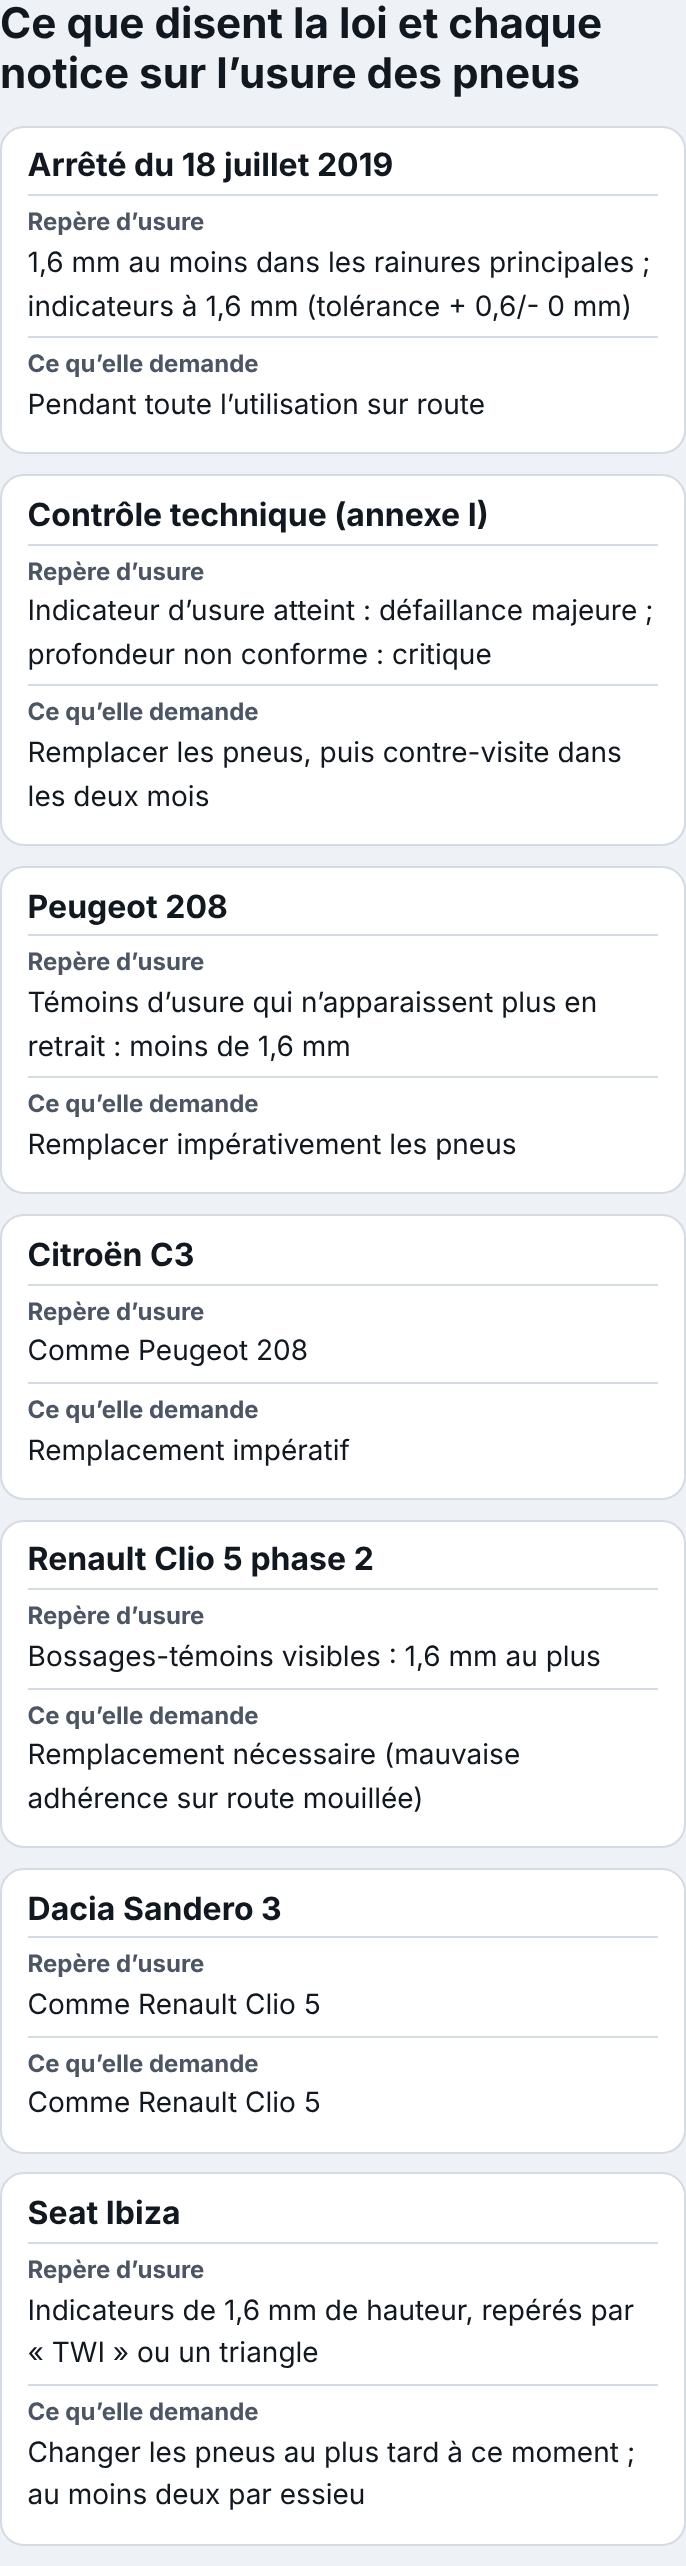 Ce que disent la loi et chaque
notice sur l’usure des pneus
Arrêté du 18 juillet 2019
Repère d’usure
1,6 mm au moins dans les rainures principales ;
indicateurs à 1,6 mm (tolérance + 0,6/- 0 mm)
Ce qu’elle demande
Pendant toute l’utilisation sur route
Contrôle technique (annexe I)
Repère d’usure
Indicateur d’usure atteint : défaillance majeure ;
profondeur non conforme : critique
Ce qu’elle demande
Remplacer les pneus, puis contre-visite dans
les deux mois
Peugeot 208
Repère d’usure
Témoins d’usure qui n’apparaissent plus en
retrait : moins de 1,6 mm
Ce qu’elle demande
Remplacer impérativement les pneus
Citroën C3
Repère d’usure
Comme Peugeot 208
Ce qu’elle demande
Remplacement impératif
Renault Clio 5 phase 2
Repère d’usure
Bossages-témoins visibles : 1,6 mm au plus
Ce qu’elle demande
Remplacement nécessaire (mauvaise
adhérence sur route mouillée)
Dacia Sandero 3
Repère d’usure
Comme Renault Clio 5
Ce qu’elle demande
Comme Renault Clio 5
Seat Ibiza
Repère d’usure
Indicateurs de 1,6 mm de hauteur, repérés par
« TWI » ou un triangle
Ce qu’elle demande
Changer les pneus au plus tard à ce moment ;
au moins deux par essieu